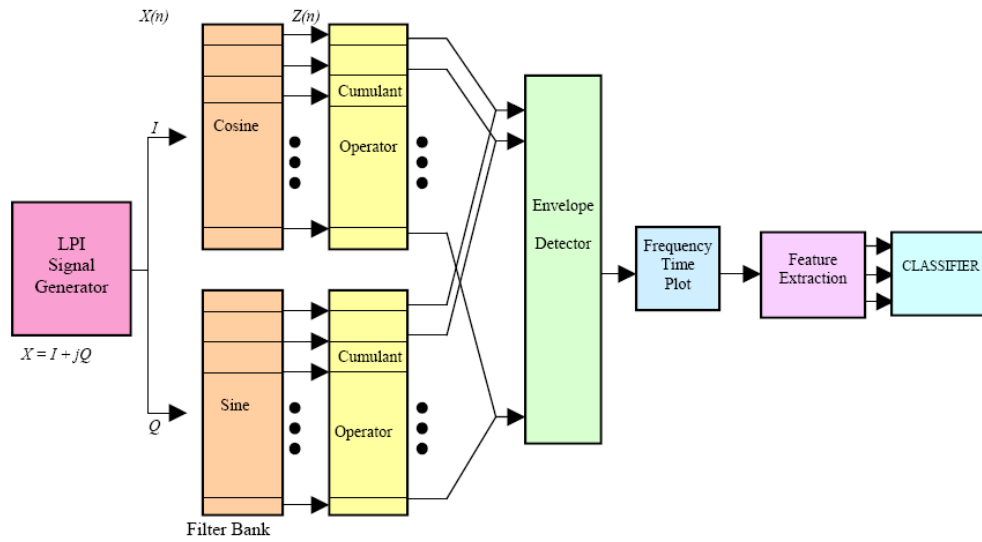 X(n)
Z(n)
I
Cosine
Cumulant
Operator
LPI
Signal
Generator
X = I + jQ
Envelope
Detector
Frequency
Time
Plot
Feature
Extraction
CLASSIFIER
Q
Sine
Cumulant
Operator
Filter Bank